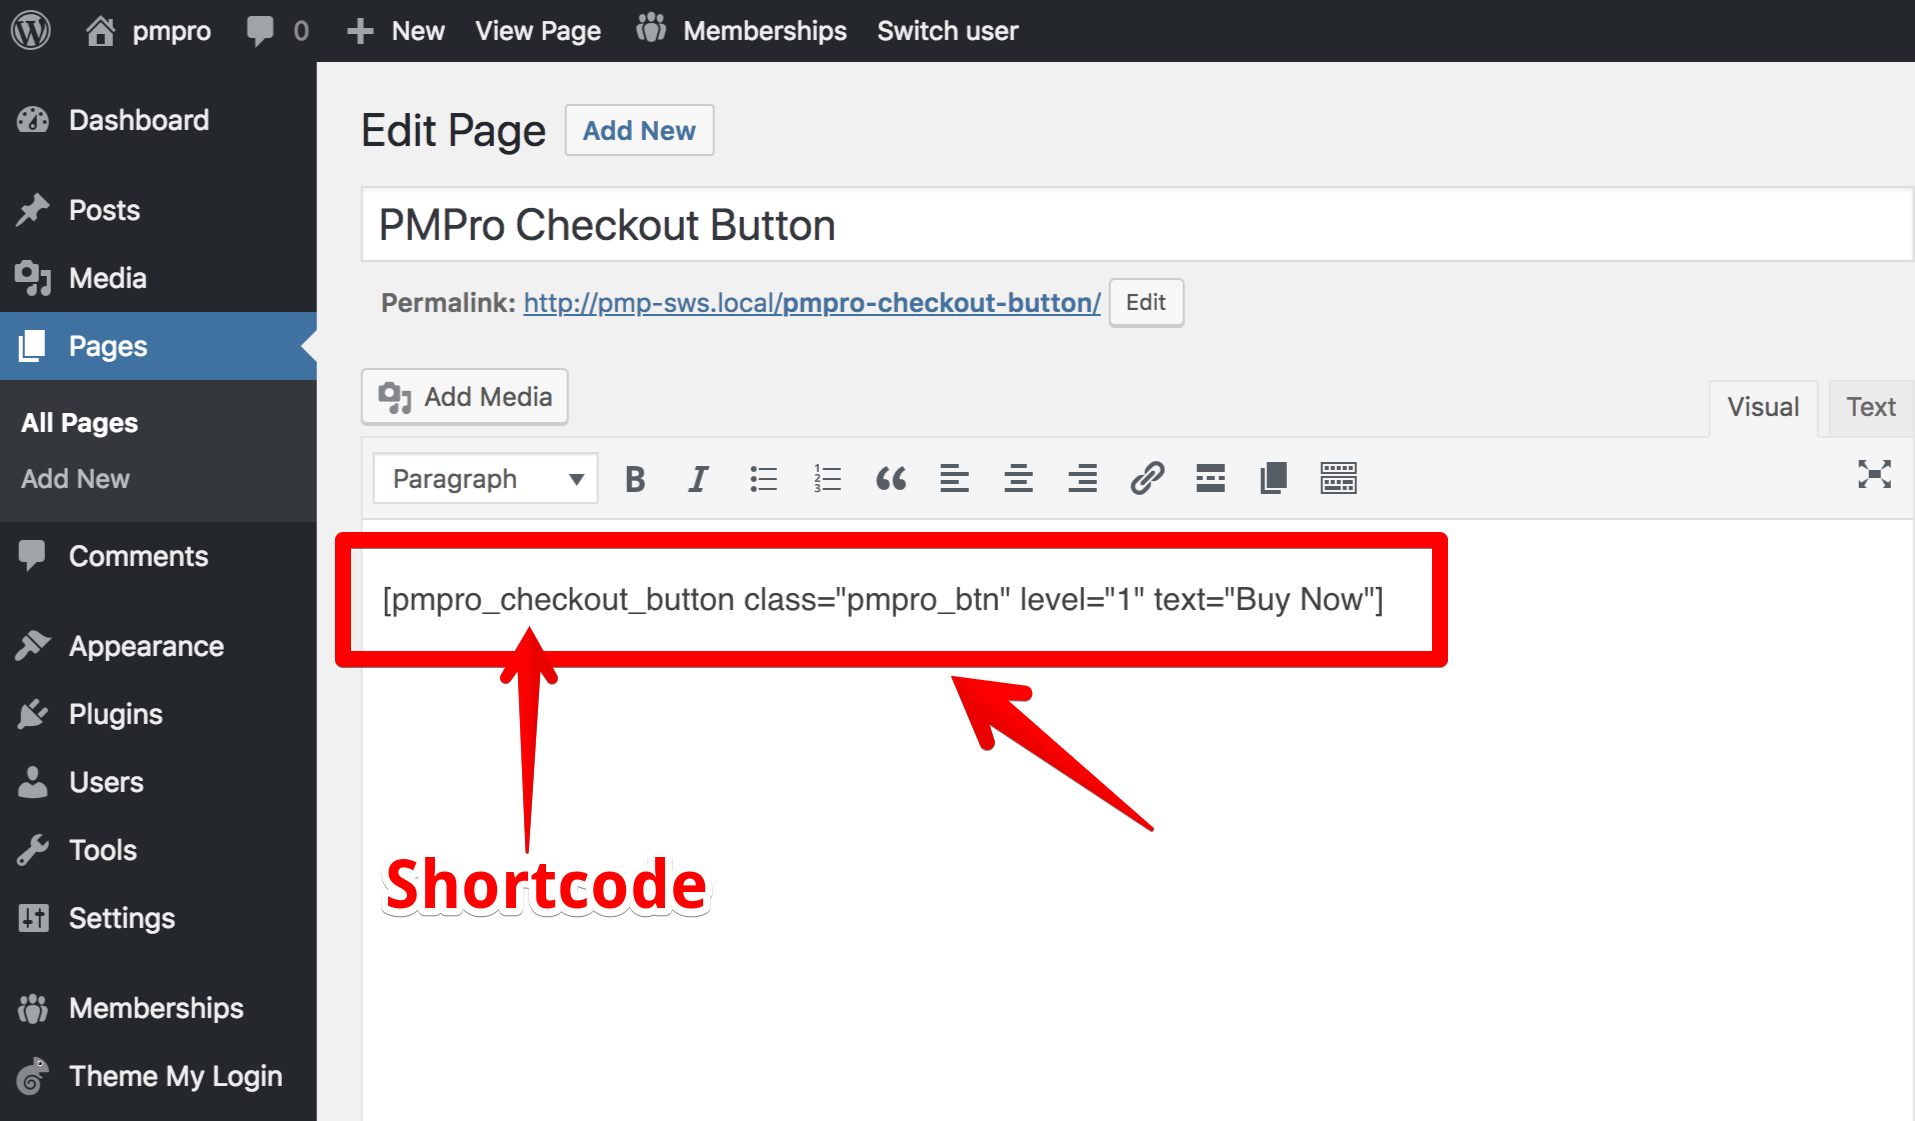 pmpro 0 New View Page Memberships Switch user
Dashboard
Posts
Media
Pages
All Pages
Add New
Comments
Appearance
Plugins
Users
Tools
Settings
Memberships
Theme My Login
Edit Page Add New
PMPro Checkout Button
Permalink: http://pmp-sws.local/pmpro-checkout-button/ Edit
Add Media
Visual Text
Paragraph
[pmpro_checkout_button class="pmpro_btn" level="1" text="Buy Now"]
Shortcode